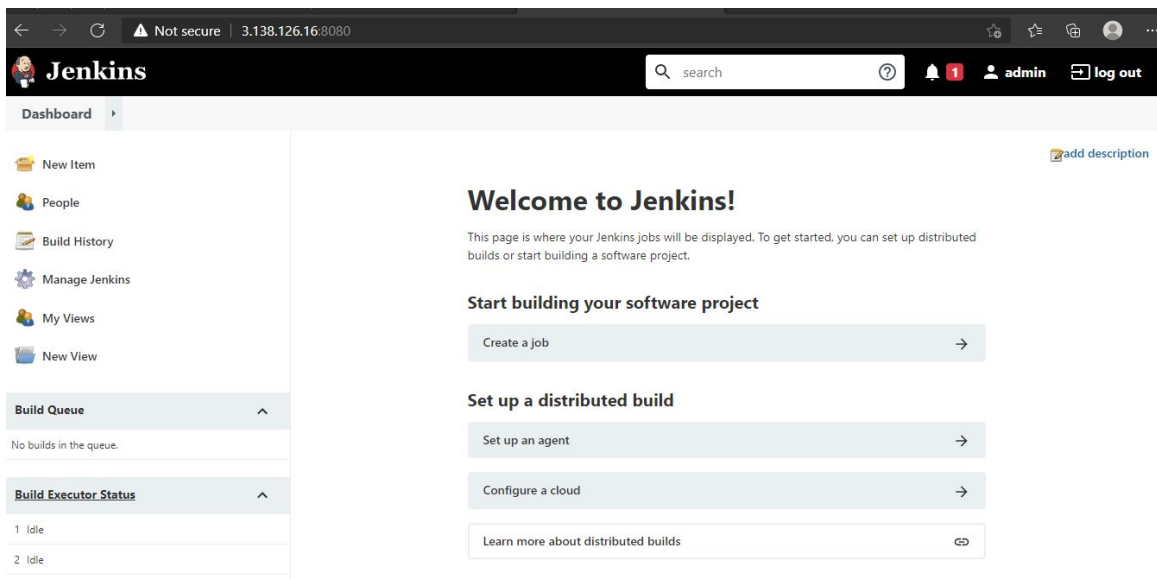 Not secure 3.138.126.16:8080
Jenkins search 1 admin log out
Dashboard
add description
New Item
People
Build History
Manage Jenkins
My Views
New View
Build Queue
No builds in the queue.
Build Executor Status
1 Idle
2 Idle
Welcome to Jenkins!
This page is where your Jenkins jobs will be displayed. To get started, you can set up distributed
builds or start building a software project.
Start building your software project
Create a job
Set up a distributed build
Set up an agent
Configure a cloud
Learn more about distributed builds